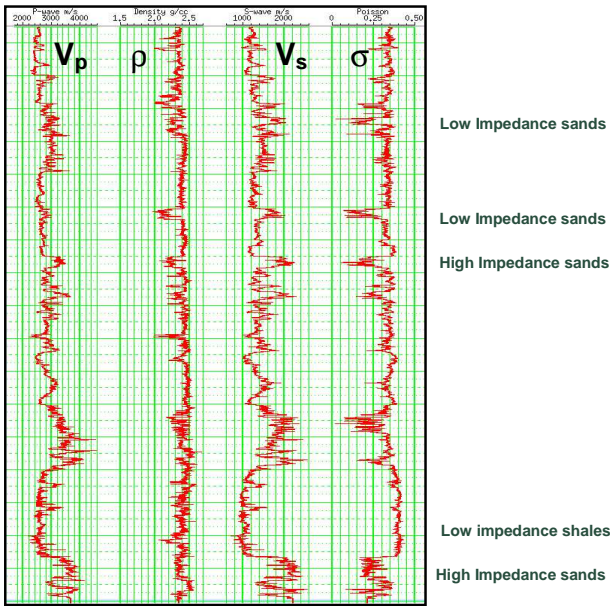 P-wave m/s Density g/cc S-wave m/s Poisson
2000 3000 4000 1.5 2.0 2.5 1000 2000 0 0.25 0.50
Vp ρ Vs σ
Low Impedance sands
Low Impedance sands
High Impedance sands
Low impedance shales
High Impedance sands